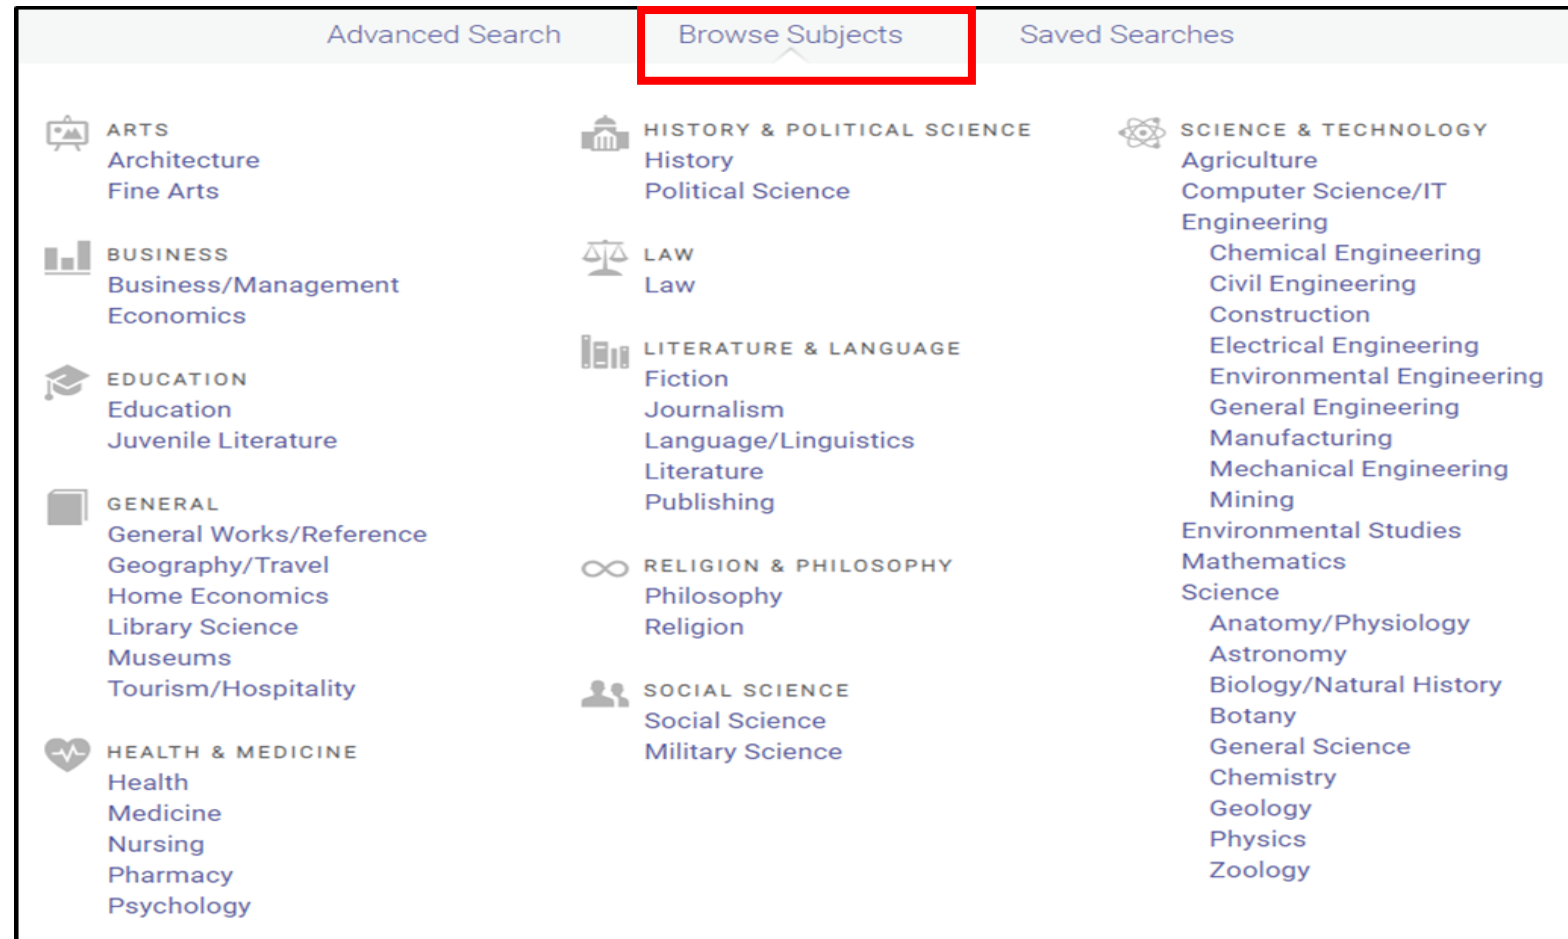 Advanced Search
Browse Subjects
Saved Searches
ARTS
Architecture
Fine Arts
BUSINESS
Business/Management
Economics
EDUCATION
Education
Juvenile Literature
GENERAL
General Works/Reference
Geography/Travel
Home Economics
Library Science
Museums
Tourism/Hospitality
HEALTH & MEDICINE
Health
Medicine
Nursing
Pharmacy
Psychology
HISTORY & POLITICAL SCIENCE
History
Political Science
LAW
Law
LITERATURE & LANGUAGE
Fiction
Journalism
Language/Linguistics
Literature
Publishing
RELIGION & PHILOSOPHY
Philosophy
Religion
SOCIAL SCIENCE
Social Science
Military Science
SCIENCE & TECHNOLOGY
Agriculture
Computer Science/IT
Engineering
Chemical Engineering
Civil Engineering
Construction
Electrical Engineering
Environmental Engineering
General Engineering
Manufacturing
Mechanical Engineering
Mining
Environmental Studies
Mathematics
Science
Anatomy/Physiology
Astronomy
Biology/Natural History
Botany
General Science
Chemistry
Geology
Physics
Zoology